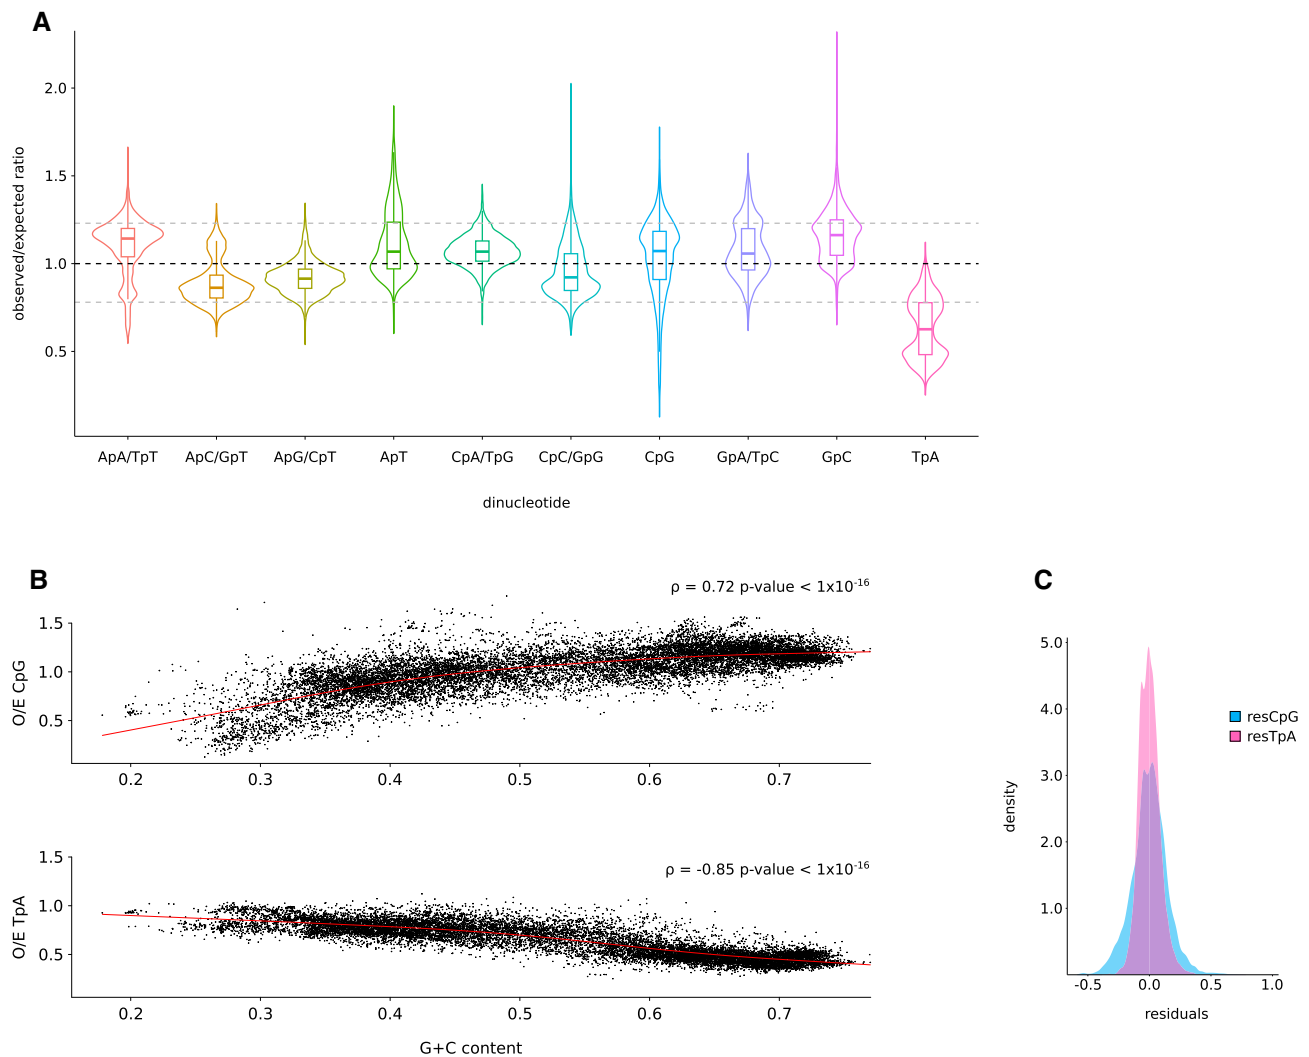 A
observed/expected ratio
2.0
1.5
1.0
0.5
ApA/TpT ApC/GpT ApG/CpT ApT CpA/TpG CpC/GpG CpG GpA/TpC GpC TpA
dinucleotide
B
ρ = 0.72 p-value < 1x10-16
O/E CpG
1.5
1.0
0.5
0.2 0.3 0.4 0.5 0.6 0.7
ρ = -0.85 p-value < 1x10-16
O/E TpA
1.5
1.0
0.5
0.2 0.3 0.4 0.5 0.6 0.7
G+C content
C
density
5.0
4.0
3.0
2.0
1.0
-0.5 0.0 0.5 1.0
residuals
resCpG
resTpA